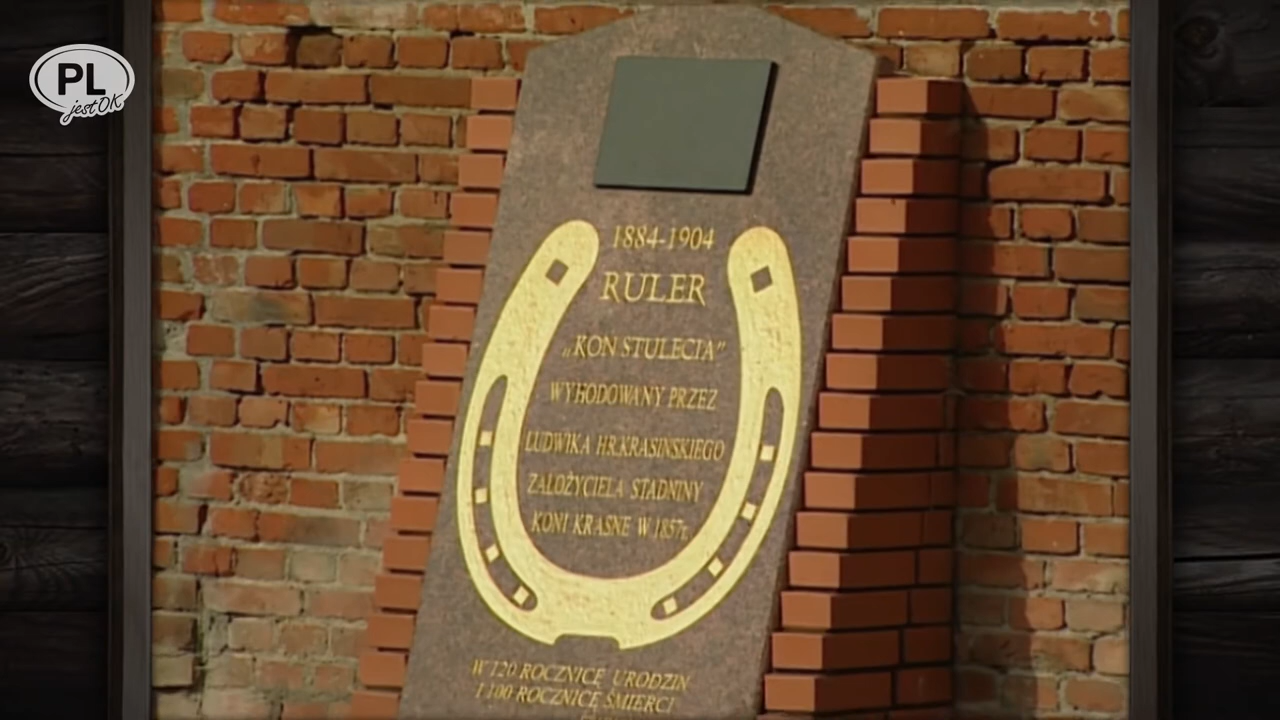 PL
jest OK
1884-1904
RULER
„KOŃ STULECIA”
WYHODOWANY PRZEZ
LUDWIKA HR.KRASIŃSKIEGO
ZAŁOŻYCIELA STADNINY
KONI KRASNE W 1857r.
W 120 ROCZNICĘ URODZIN
I 100 ROCZNICĘ ŚMIERCI